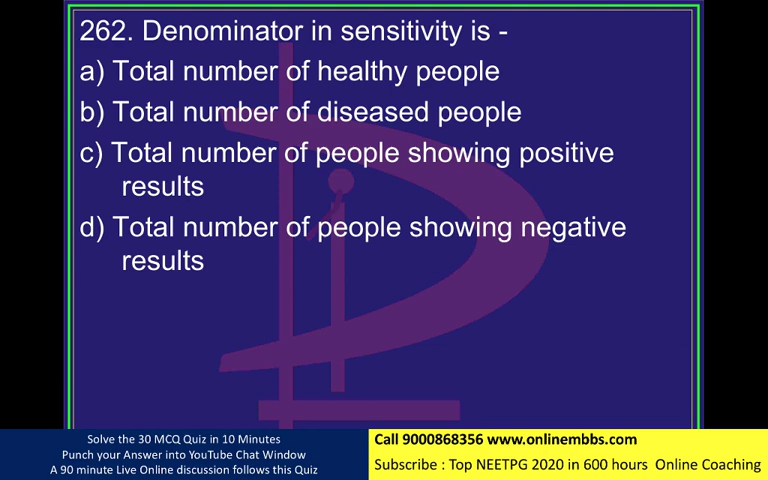 262. Denominator in sensitivity is -
a) Total number of healthy people
b) Total number of diseased people
c) Total number of people showing positive
results
d) Total number of people showing negative
results
Solve the 30 MCQ Quiz in 10 Minutes
Punch your Answer into YouTube Chat Window
A 90 minute Live Online discussion follows this Quiz
Call 9000868356 www.onlinembbs.com
Subscribe : Top NEETPG 2020 in 600 hours Online Coaching